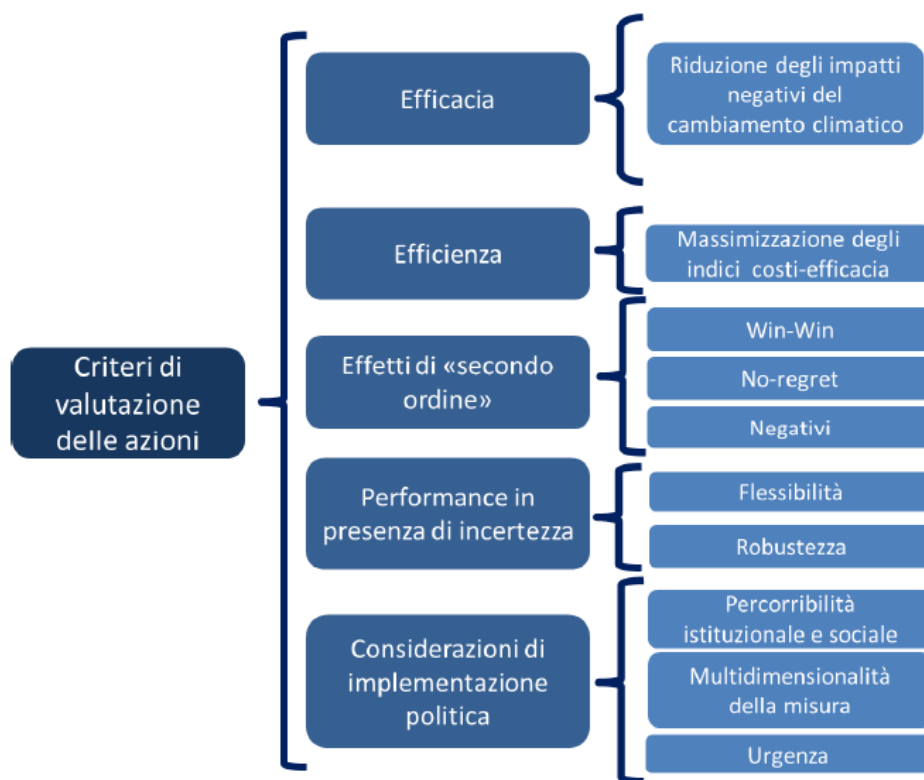 Criteri di
valutazione
delle azioni
Efficacia
Riduzione degli impatti
negativi del
cambiamento climatico
Efficienza
Massimizzazione degli
indici costi-efficacia
Effetti di «secondo
ordine»
Win-Win
No-regret
Negativi
Performance in
presenza di incertezza
Flessibilità
Robustezza
Considerazioni di
implementazione
politica
Percorribilità
istituzionale e sociale
Multidimensionalità
della misura
Urgenza